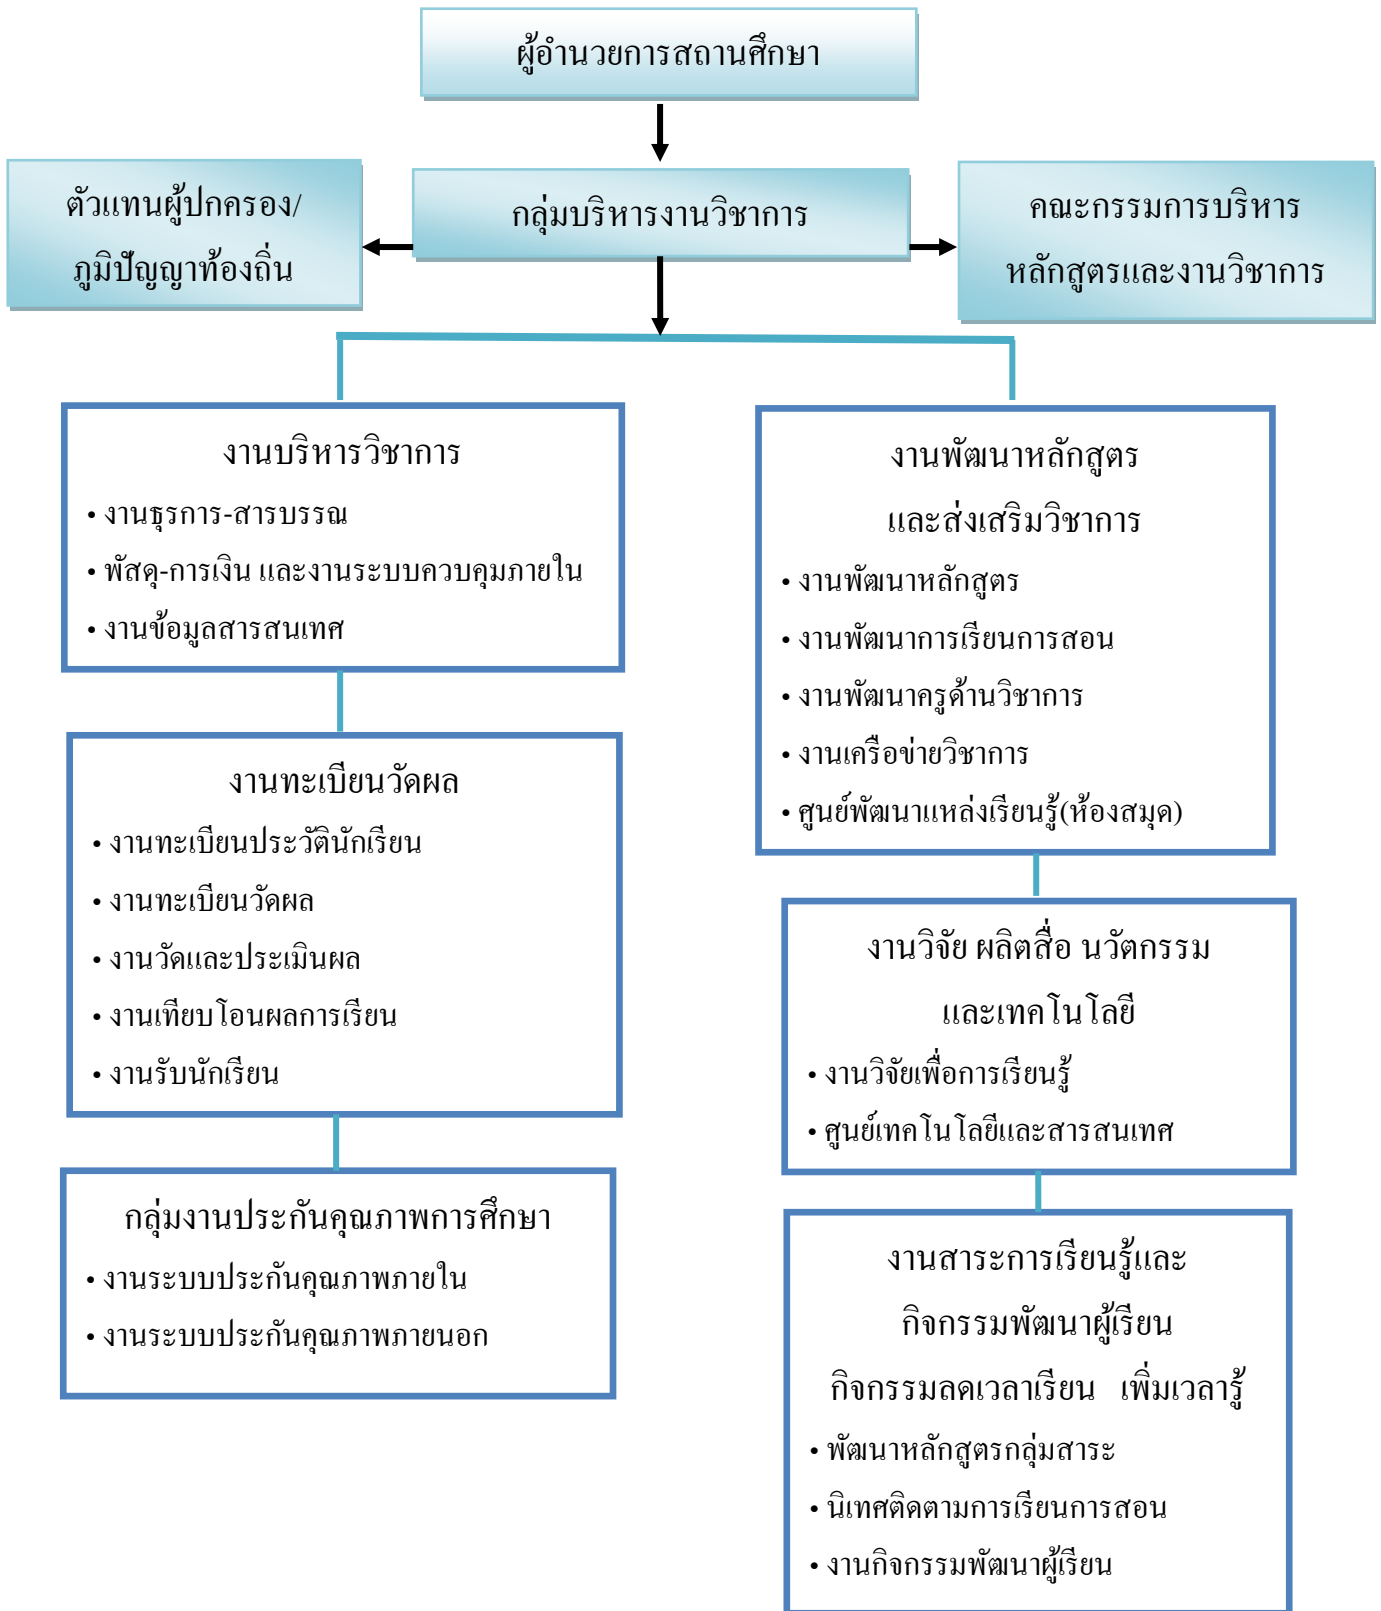 ผู้อำนวยการสถานศึกษา
ตัวแทนผู้ปกครอง/
ภูมิปัญญาท้องถิ่น
กลุ่มบริหารงานวิชาการ
คณะกรรมการบริหาร
หลักสูตรและงานวิชาการ
งานบริหารวิชาการ
• งานธุรการ-สารบรรณ
• พัสดุ-การเงิน และงานระบบควบคุมภายใน
• งานข้อมูลสารสนเทศ
งานทะเบียนวัดผล
• งานทะเบียนประวัตินักเรียน
• งานทะเบียนวัดผล
• งานวัดและประเมินผล
• งานเทียบโอนผลการเรียน
• งานรับนักเรียน
กลุ่มงานประกันคุณภาพการศึกษา
• งานระบบประกันคุณภาพภายใน
• งานระบบประกันคุณภาพภายนอก
งานพัฒนาหลักสูตร
และส่งเสริมวิชาการ
• งานพัฒนาหลักสูตร
• งานพัฒนาการเรียนการสอน
• งานพัฒนาครูด้านวิชาการ
• งานเครือข่ายวิชาการ
• ศูนย์พัฒนาแหล่งเรียนรู้(ห้องสมุด)
งานวิจัย ผลิตสื่อ นวัตกรรม
และเทคโนโลยี
• งานวิจัยเพื่อการเรียนรู้
• ศูนย์เทคโนโลยีและสารสนเทศ
งานสาระการเรียนรู้และ
กิจกรรมพัฒนาผู้เรียน
กิจกรรมลดเวลาเรียน เพิ่มเวลารู้
• พัฒนาหลักสูตรกลุ่มสาระ
• นิเทศติดตามการเรียนการสอน
• งานกิจกรรมพัฒนาผู้เรียน